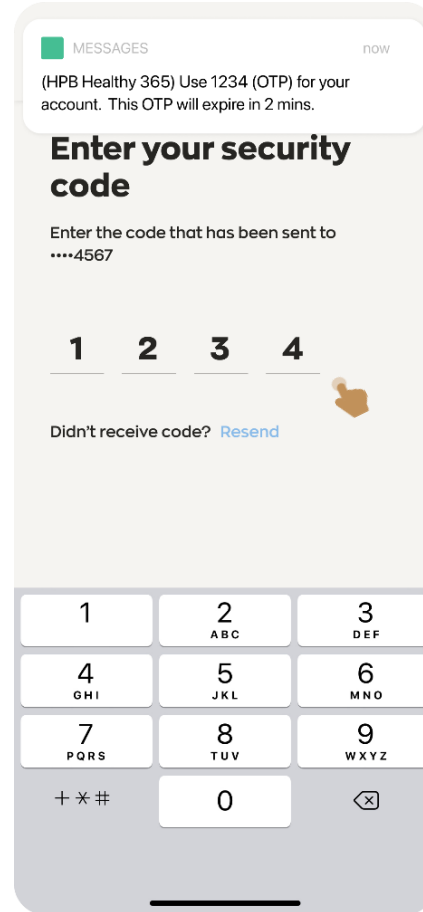 MESSAGES now
(HPB Healthy 365) Use 1234 (OTP) for your
account. This OTP will expire in 2 mins.
Enter your security
code
Enter the code that has been sent to
••••4567
1 2 3 4
Didn't receive code? Resend
1 2 3
ABC DEF
4 5 6
GHI JKL MNO
7 8 9
PQRS TUV WXYZ
+*# 0